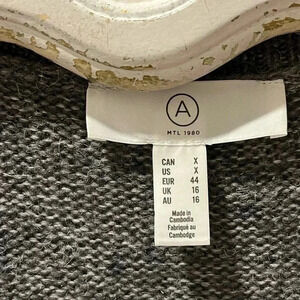 A
MTL 1980
CAN X
US X
EUR 44
UK 16
AU 16
Made in
Cambodia
Fabriqué au
Cambodge